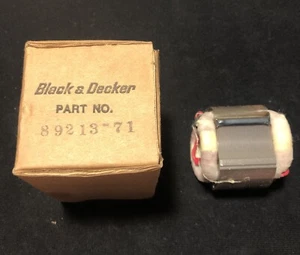 Black & Decker
PART NO.
89213-71